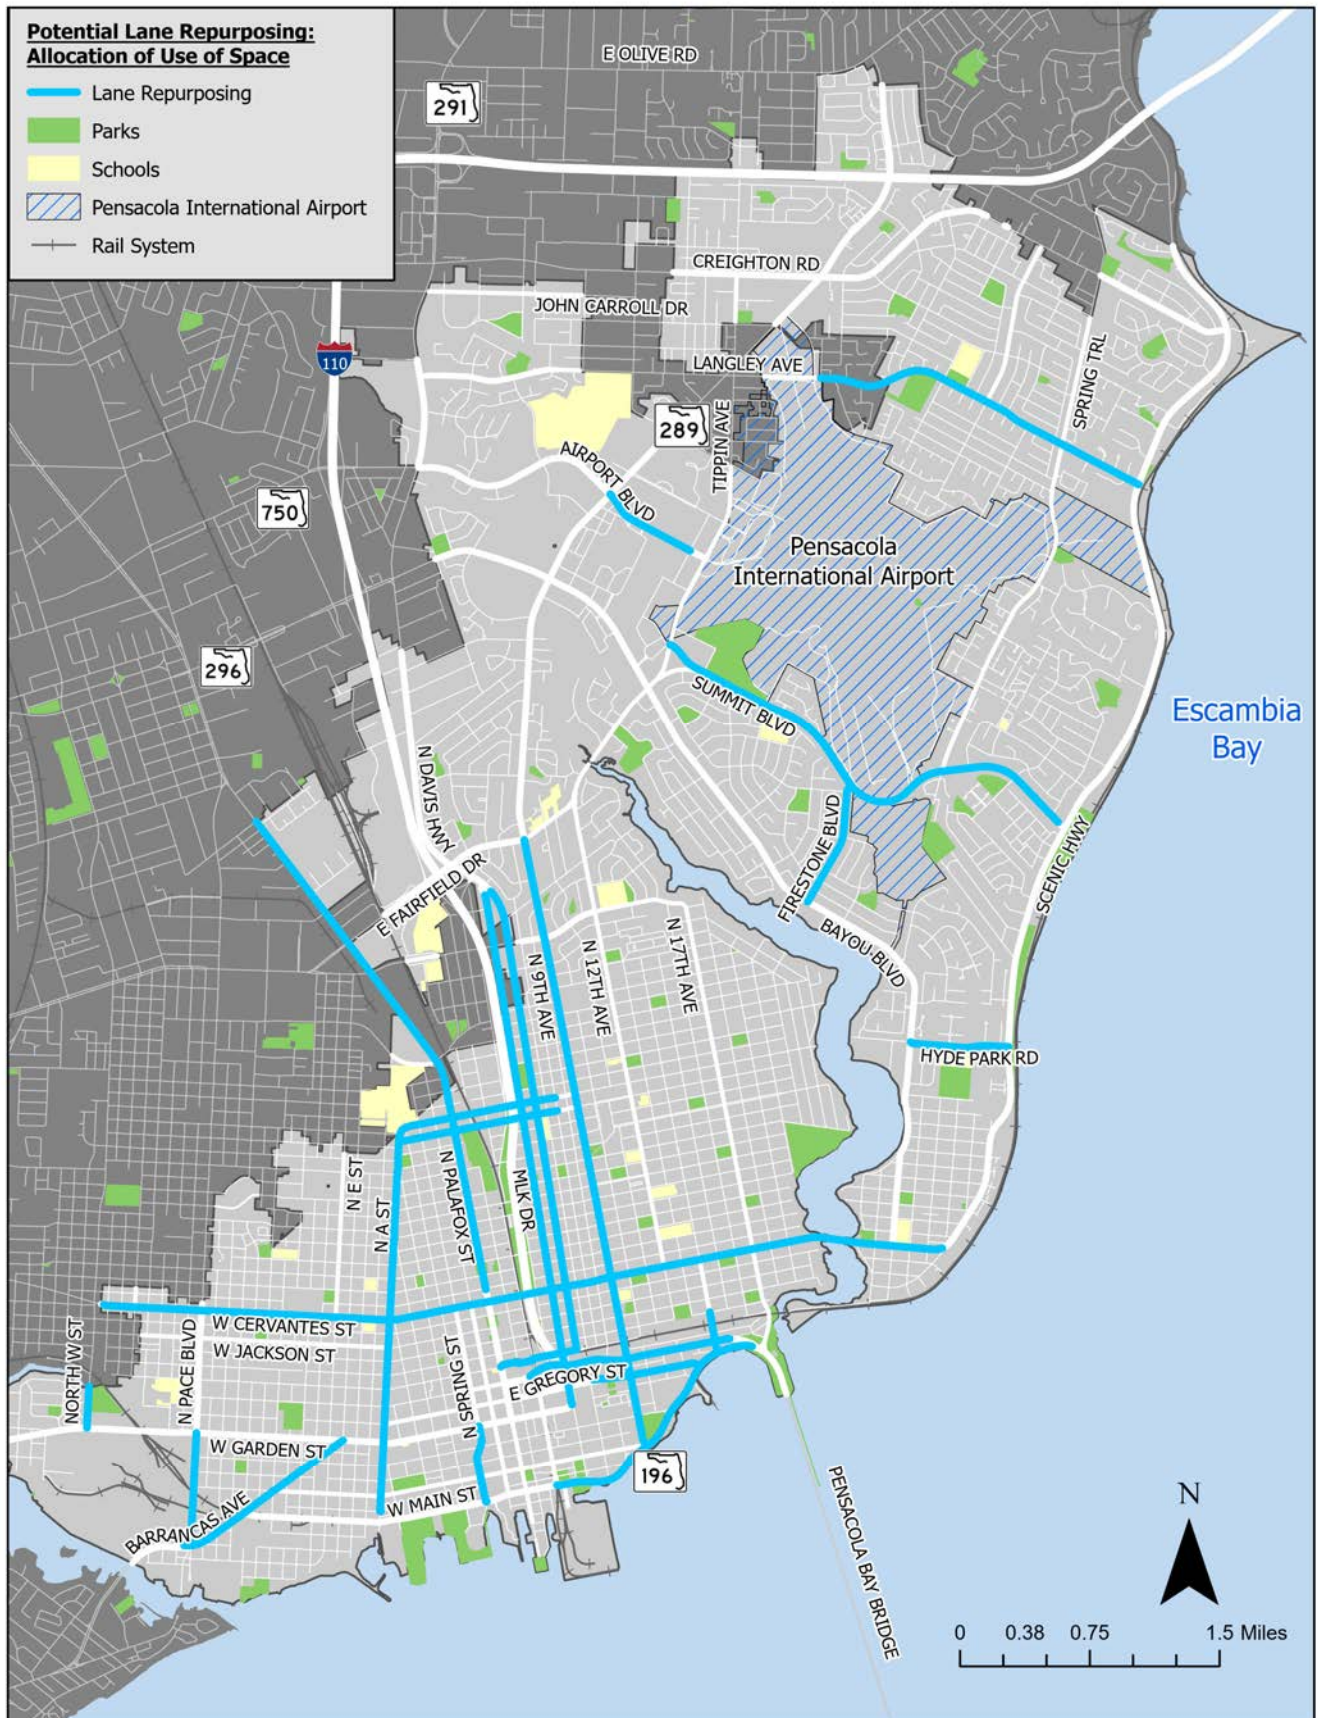 Potential Lane Repurposing:
Allocation of Use of Space
Lane Repurposing
Parks
Schools
Pensacola International Airport
Rail System
E OLIVE RD
291
CREIGHTON RD
JOHN CARROLL DR
110
LANGLEY AVE
SPRING TRL
289
TIPPIN AVE
AIRPORT BLVD
750
Pensacola
International Airport
296
SUMMIT BLVD
Escambia
Bay
N DAVIS HWY
FIRESTONE BLVD
SCENIC HWY
E FAIRFIELD DR
N 9TH AVE
N 12TH AVE
N 17TH AVE
BAYOU BLVD
HYDE PARK RD
N E ST
N A ST
N PALAFOX ST
MLK DR
W CERVANTES ST
W JACKSON ST
NORTH W ST
N PACE BLVD
N SPRING ST
E GREGORY ST
W GARDEN ST
196
W MAIN ST
BARRANCAS AVE
PENSACOLA BAY BRIDGE
N
0 0.38 0.75 1.5 Miles